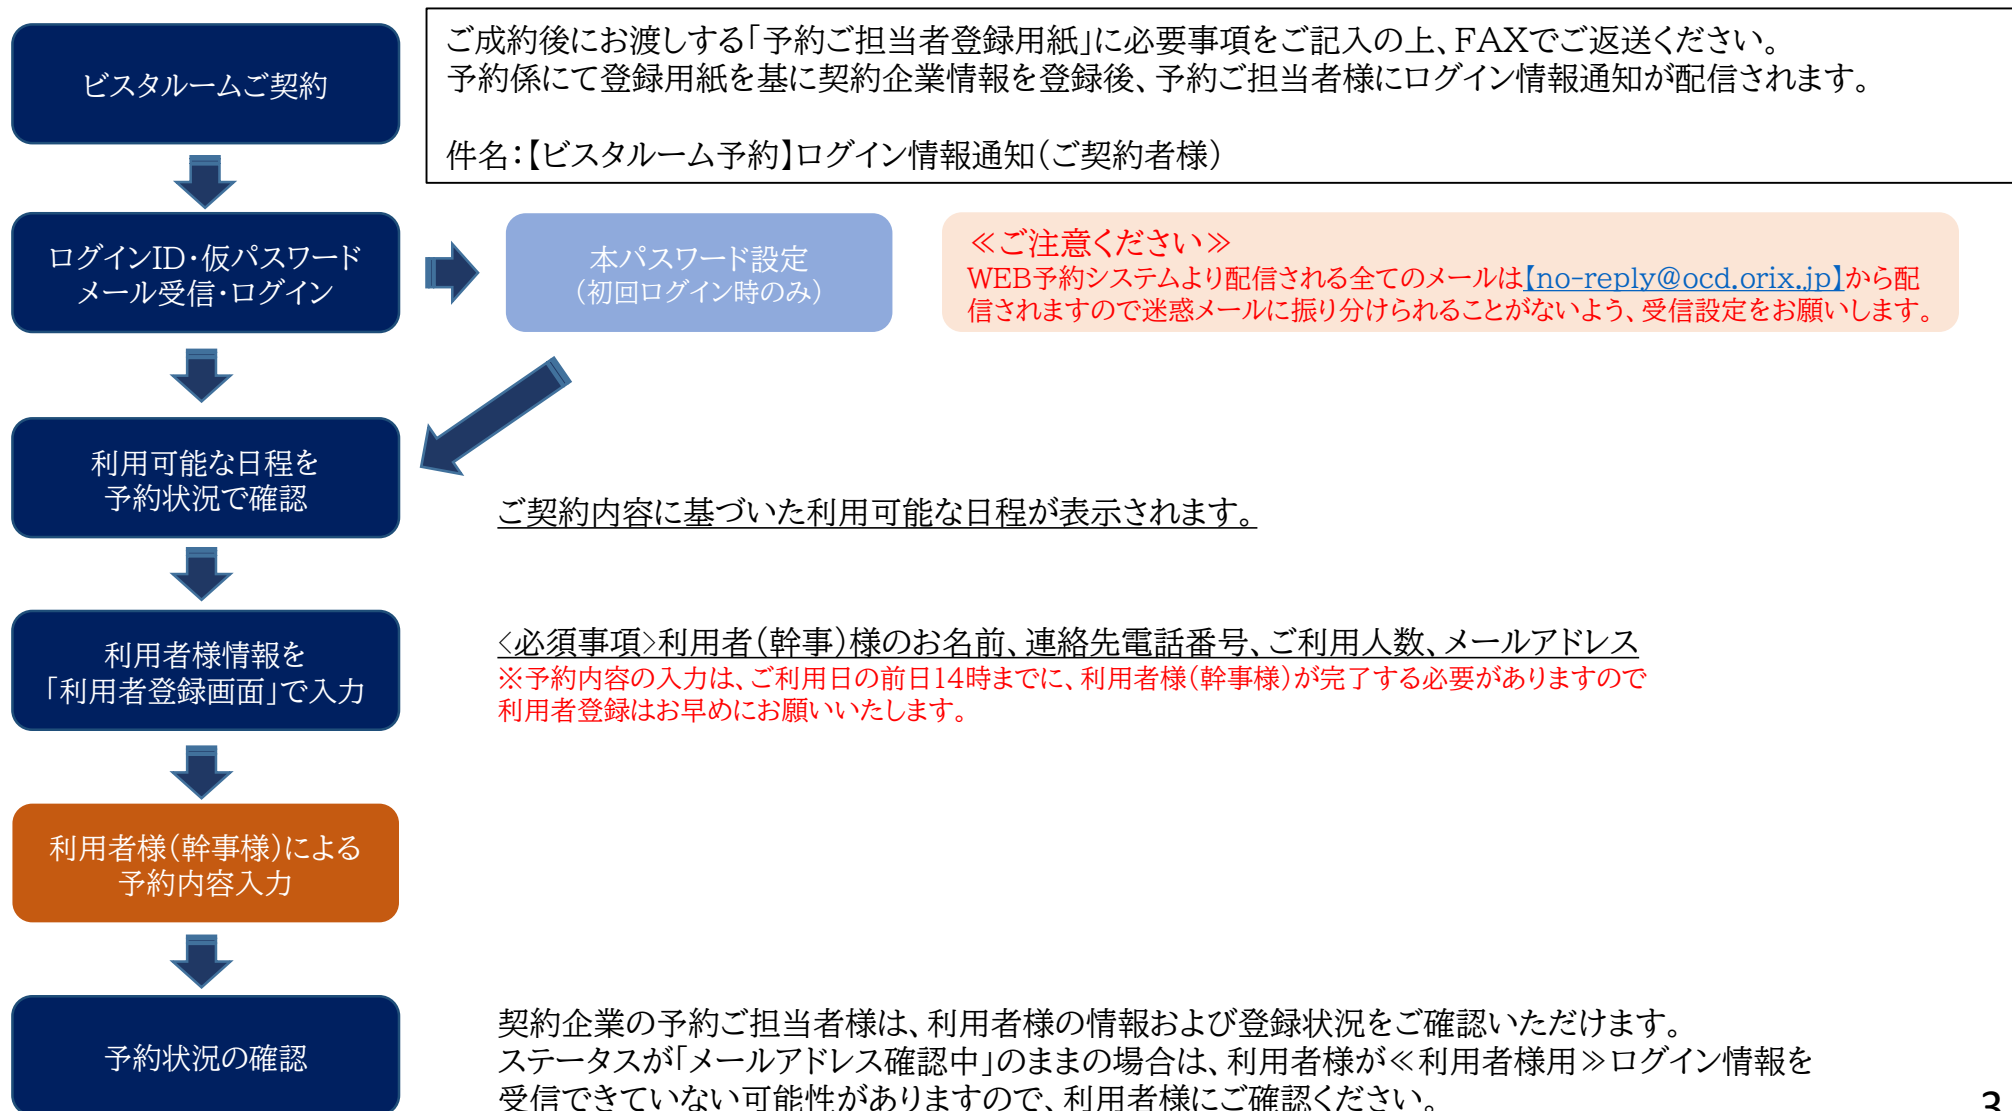 ビスタルームご契約
ご成約後にお渡しする「予約ご担当者登録用紙」に必要事項をご記入の上、FAXでご返送ください。
予約係にて登録用紙を基に契約企業情報を登録後、予約ご担当者様にログイン情報通知が配信されます。
件名：【ビスタルーム予約】ログイン情報通知（ご契約者様）
ログインID・仮パスワード
メール受信・ログイン
本パスワード設定
（初回ログイン時のみ）
≪ご注意ください≫
WEB予約システムより配信される全てのメールは【no-reply@ocd.orix.jp】から配
信されますので迷惑メールに振り分けられることがないよう、受信設定をお願いします。
利用可能な日程を
予約状況で確認
ご契約内容に基づいた利用可能な日程が表示されます。
利用者様情報を
「利用者登録画面」で入力
<必須事項>利用者（幹事）様のお名前、連絡先電話番号、ご利用人数、メールアドレス
※予約内容の入力は、ご利用日の前日14時までに、利用者様（幹事様）が完了する必要がありますので
利用者登録はお早めにお願いいたします。
利用者様（幹事様）による
予約内容入力
予約状況の確認
契約企業の予約ご担当者様は、利用者様の情報および登録状況をご確認いただけます。
ステータスが「メールアドレス確認中」のままの場合は、利用者様が≪利用者様用≫ログイン情報を
受信できていない可能性がありますので、利用者様にご確認ください。
3